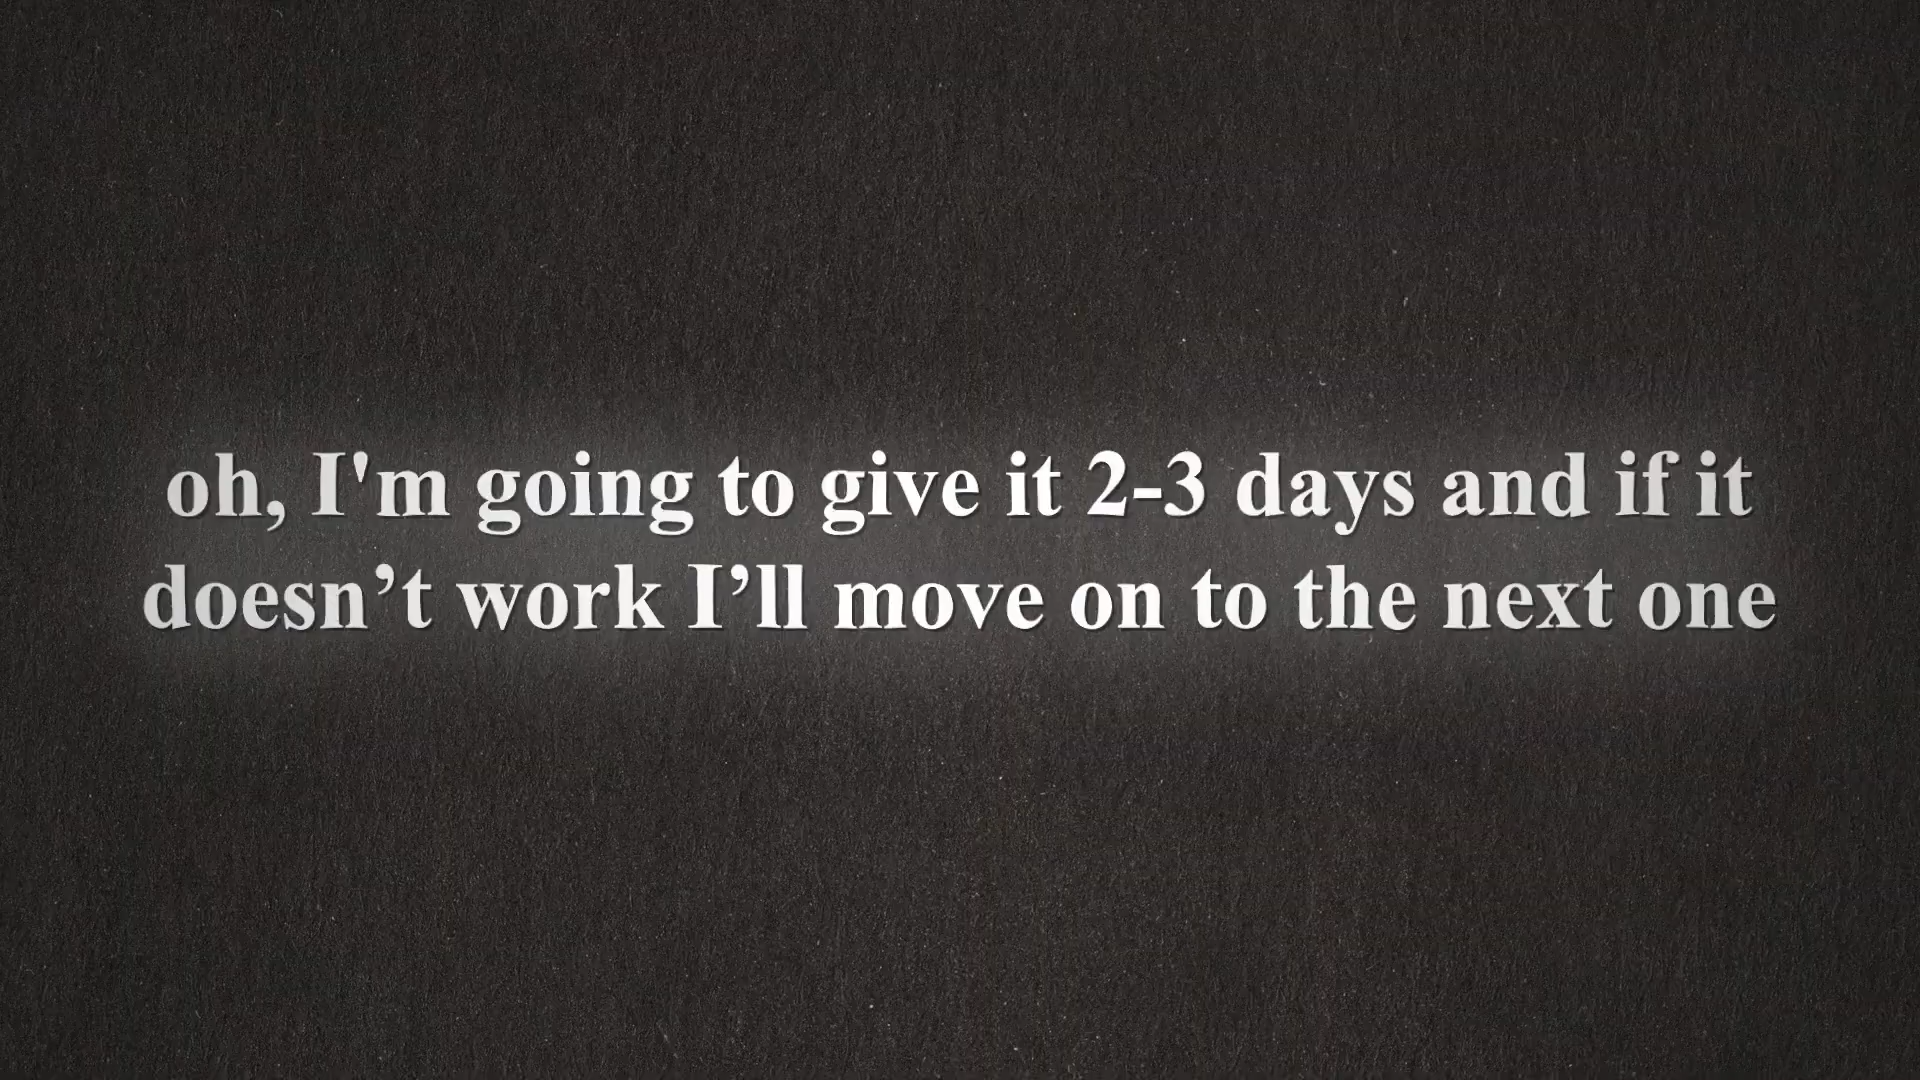 oh, I'm going to give it 2-3 days and if it
doesn’t work I’ll move on to the next one